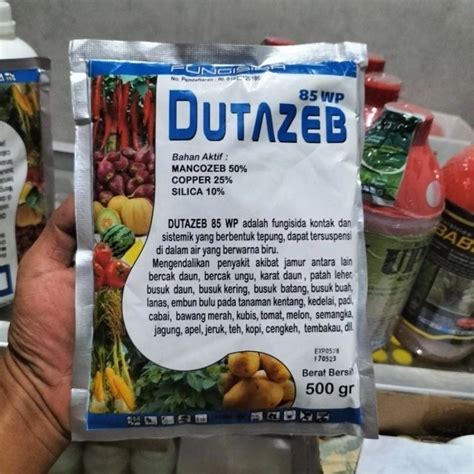 FUNGISIDA
85 WP
DUTAZEB
Bahan Aktif :
MANCOZEB 50%
COPPER 25%
SILICA 10%
DUTAZEB 85 WP adalah fungisida kontak dan
sistemik yang berbentuk tepung, dapat tersuspensi
di dalam air yang berwarna biru.
Mengendalikan penyakit akibat jamur antara lain
bercak daun, bercak ungu, karat daun , patah leher,
busuk daun, busuk kering, busuk batang, busuk buah,
lanas, embun bulu pada tanaman kentang, kedelai, padi,
cabai, bawang merah, kubis, tomat, melon, semangka,
jagung, apel, jeruk, teh, kopi, cengkeh, tembakau, dll.
Berat Bersih
500 gr